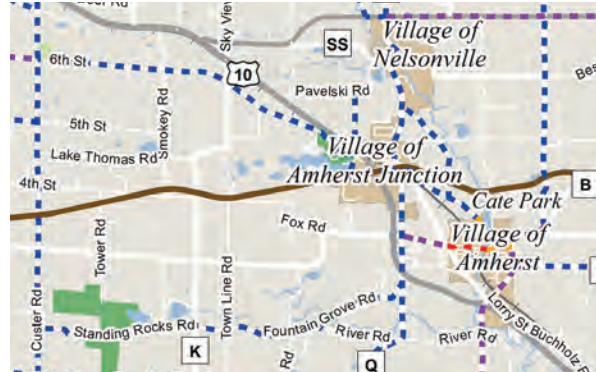 Sky View
SS
Village of
Nelsonville
6th St
10
Pavelski Rd
Smokey Rd
5th St
Lake Thomas Rd
Village of
Amherst Junction
4th St
B
Cate Park
Fox Rd
Village of
Amherst
Tower Rd
Town Line Rd
Custer Rd
Fountain Grove Rd
Lorry St Buchholz
Standing Rocks Rd
River Rd
River Rd
K
Rd
Q